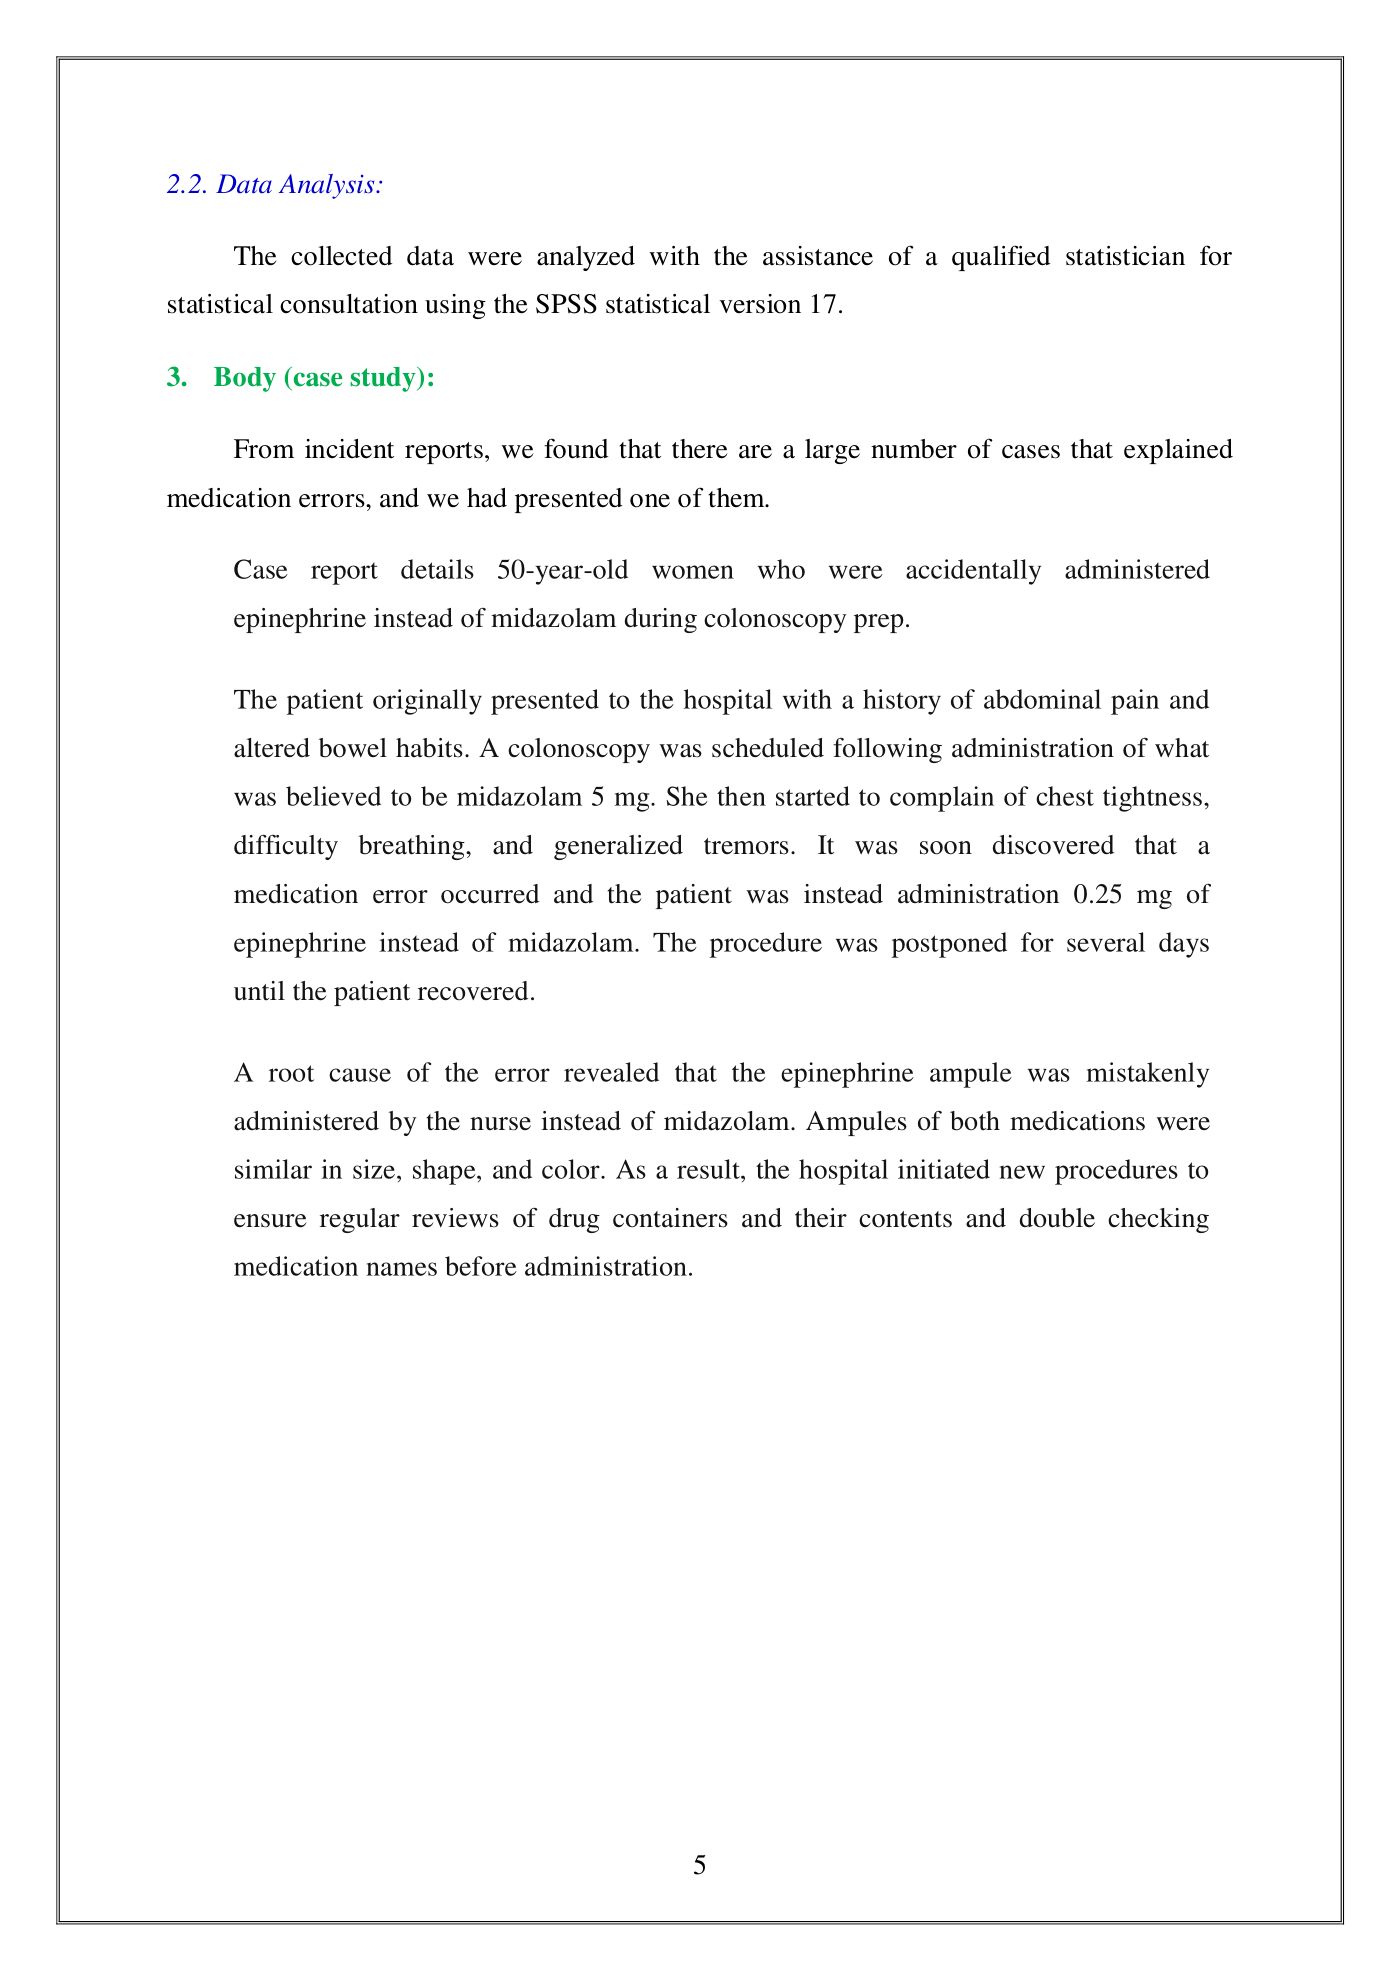 2.2. Data Analysis:
The collected data were analyzed with the assistance of a qualified statistician for
statistical consultation using the SPSS statistical version 17.
3. Body (case study):
From incident reports, we found that there are a large number of cases that explained
medication errors, and we had presented one of them.
Case report details 50-year-old women who were accidentally administered
epinephrine instead of midazolam during colonoscopy prep.
The patient originally presented to the hospital with a history of abdominal pain and
altered bowel habits. A colonoscopy was scheduled following administration of what
was believed to be midazolam 5 mg. She then started to complain of chest tightness,
difficulty breathing, and generalized tremors. It was soon discovered that a
medication error occurred and the patient was instead administration 0.25 mg of
epinephrine instead of midazolam. The procedure was postponed for several days
until the patient recovered.
A root cause of the error revealed that the epinephrine ampule was mistakenly
administered by the nurse instead of midazolam. Ampules of both medications were
similar in size, shape, and color. As a result, the hospital initiated new procedures to
ensure regular reviews of drug containers and their contents and double checking
medication names before administration.
5